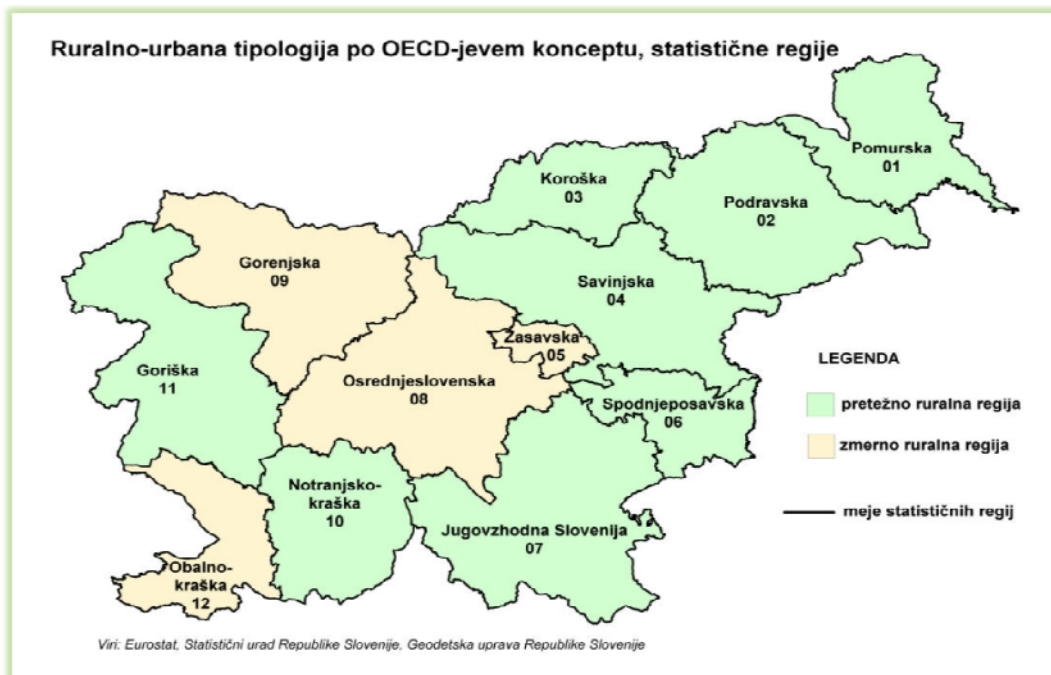 Ruralno-urbana tipologija po OECD-jevem konceptu, statistične regije
Pomurska
01
Koroška
03
Podravska
02
Gorenjska
09
Savinjska
04
Zasavska
05
LEGENDA
Goriška
11
Osrednjeslovenska
08
Spodnjeposavska
06
pretežno ruralna regija
zmerno ruralna regija
Notranjsko-
kraška
10
Jugovzhodna Slovenija
07
meje statističnih regij
Obalno-
kraška
12
Viri: Eurostat, Statistični urad Republike Slovenije, Geodetska uprava Republike Slovenije